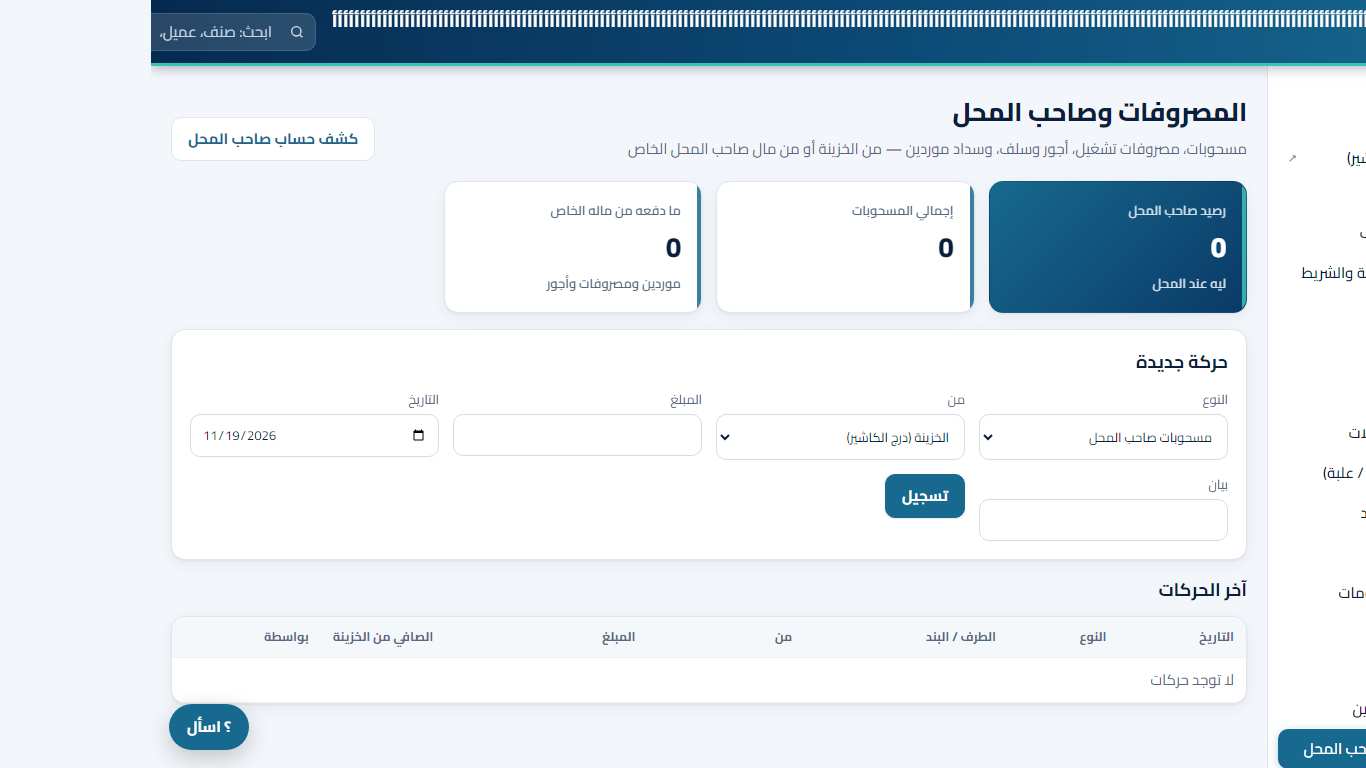 ابحث: صنف، عميل،
المصروفات وصاحب المحل
مسحوبات، مصروفات تشغيل، أجور وسلف، وسداد موردين — من الخزينة أو من مال صاحب المحل الخاص
كشف حساب صاحب المحل
رصيد صاحب المحل
0
ليه عند المحل
إجمالي المسحوبات
0
ما دفعه من ماله الخاص
0
موردين ومصروفات وأجور
حركة جديدة
النوع
مسحوبات صاحب المحل
من
الخزينة (درج الكاشير)
المبلغ
التاريخ
11/19/2026
بيان
تسجيل
آخر الحركات
التاريخ النوع الطرف / البند من المبلغ الصافي من الخزينة بواسطة
لا توجد حركات
؟ اسأل
↗
ة والشريط
/ علبة)
المحل